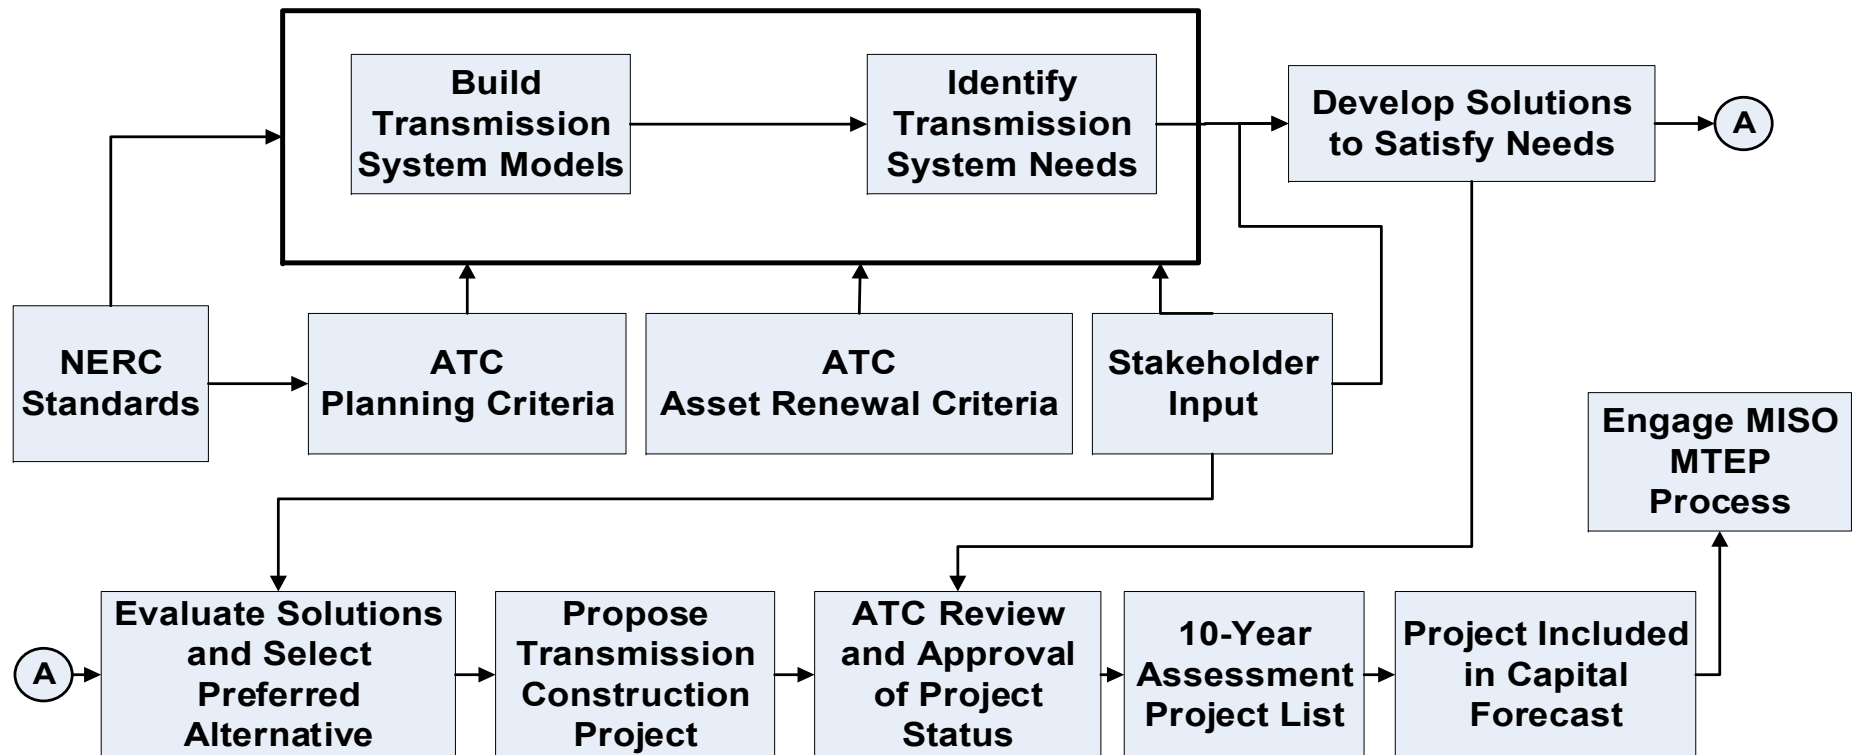 Build
Transmission
System Models
Identify
Transmission
System Needs
Develop Solutions
to Satisfy Needs
A
NERC
Standards
ATC
Planning Criteria
ATC
Asset Renewal Criteria
Stakeholder
Input
Engage MISO
MTEP
Process
A
Evaluate Solutions
and Select
Preferred
Alternative
Propose
Transmission
Construction
Project
ATC Review
and Approval
of Project
Status
10-Year
Assessment
Project List
Project Included
in Capital
Forecast